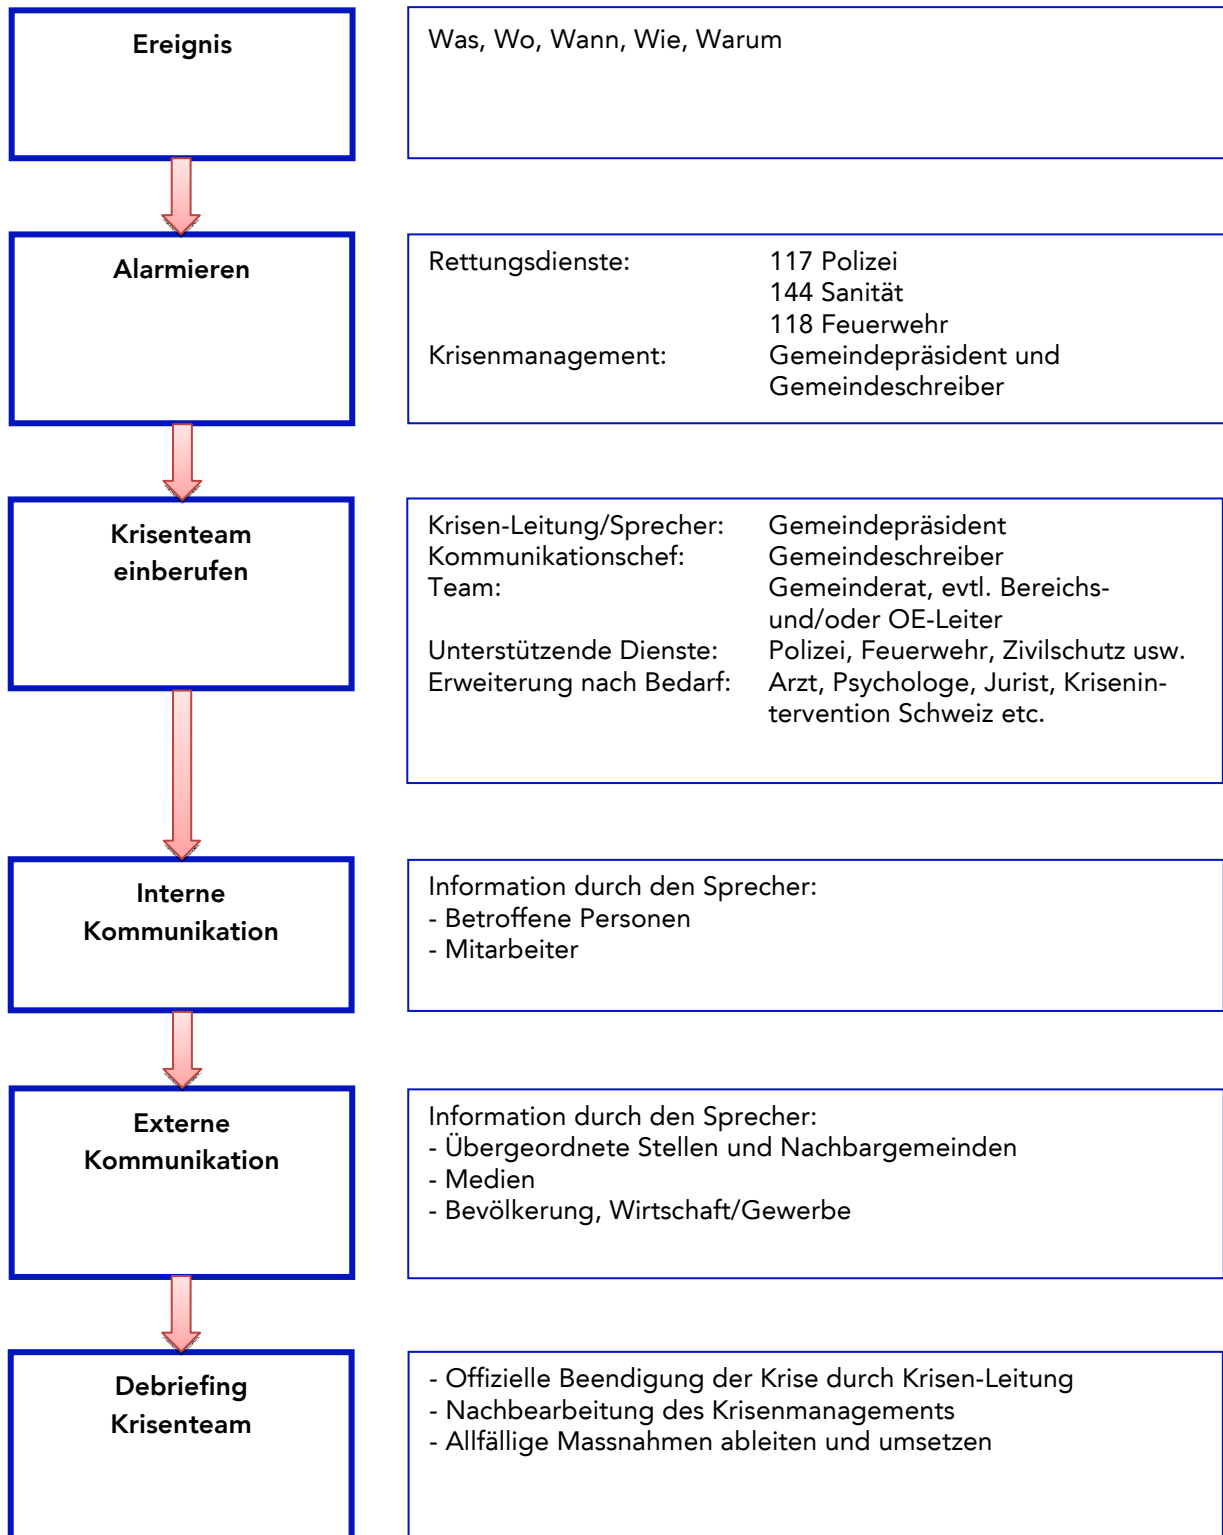 Ereignis
Was, Wo, Wann, Wie, Warum
Alarmieren
Rettungsdienste: 117 Polizei
144 Sanität
118 Feuerwehr
Krisenmanagement: Gemeindepräsident und
Gemeindeschreiber
Krisenteam
einberufen
Krisen-Leitung/Sprecher: Gemeindepräsident
Kommunikationschef: Gemeindeschreiber
Team: Gemeinderat, evtl. Bereichs-
und/oder OE-Leiter
Unterstützende Dienste: Polizei, Feuerwehr, Zivilschutz usw.
Erweiterung nach Bedarf: Arzt, Psychologe, Jurist, Krisenin-
tervention Schweiz etc.
Interne
Kommunikation
Information durch den Sprecher:
- Betroffene Personen
- Mitarbeiter
Externe
Kommunikation
Information durch den Sprecher:
- Übergeordnete Stellen und Nachbargemeinden
- Medien
- Bevölkerung, Wirtschaft/Gewerbe
Debriefing
Krisenteam
- Offizielle Beendigung der Krise durch Krisen-Leitung
- Nachbearbeitung des Krisenmanagements
- Allfällige Massnahmen ableiten und umsetzen